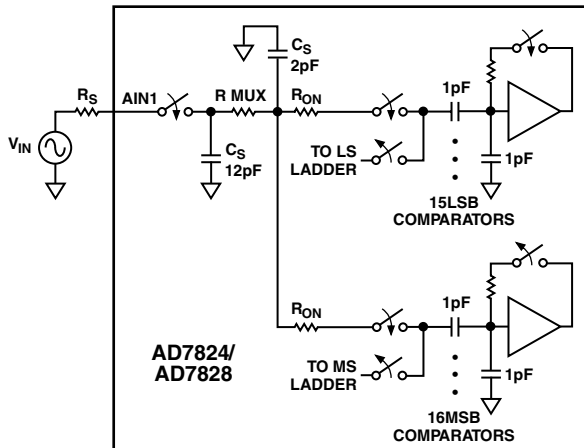 C_S
2pF
R_S
AIN1
R MUX
R_ON
1pF
V_IN
C_S
12pF
TO LS
LADDER
1pF
15LSB
COMPARATORS
R_ON
1pF
AD7824/
AD7828
TO MS
LADDER
1pF
16MSB
COMPARATORS